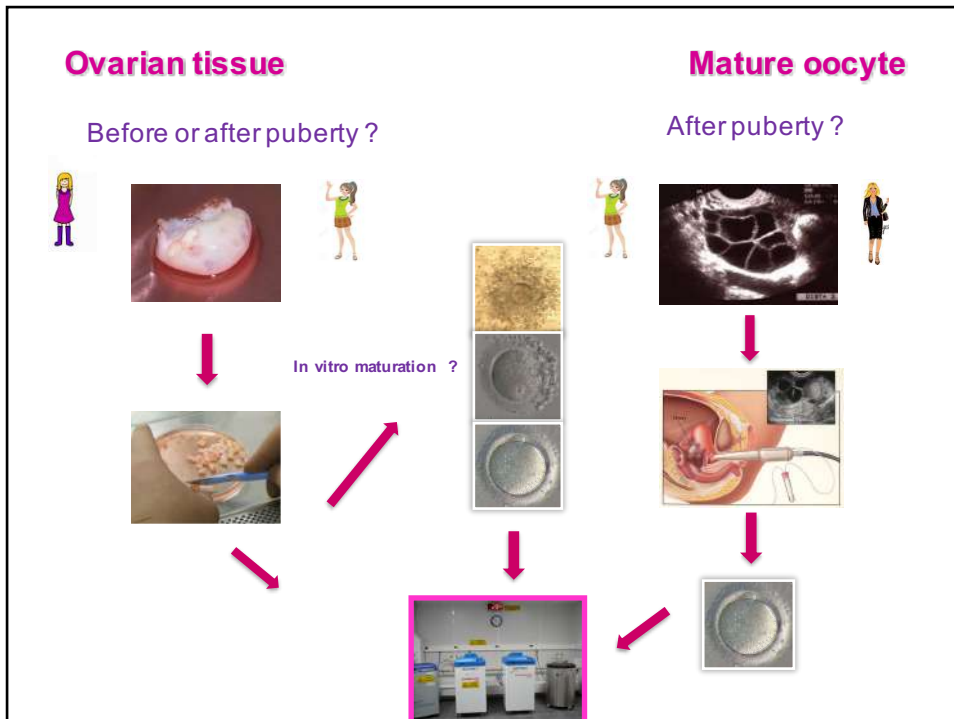 Ovarian tissue
Mature oocyte
Before or after puberty ?
After puberty ?
In vitro maturation ?